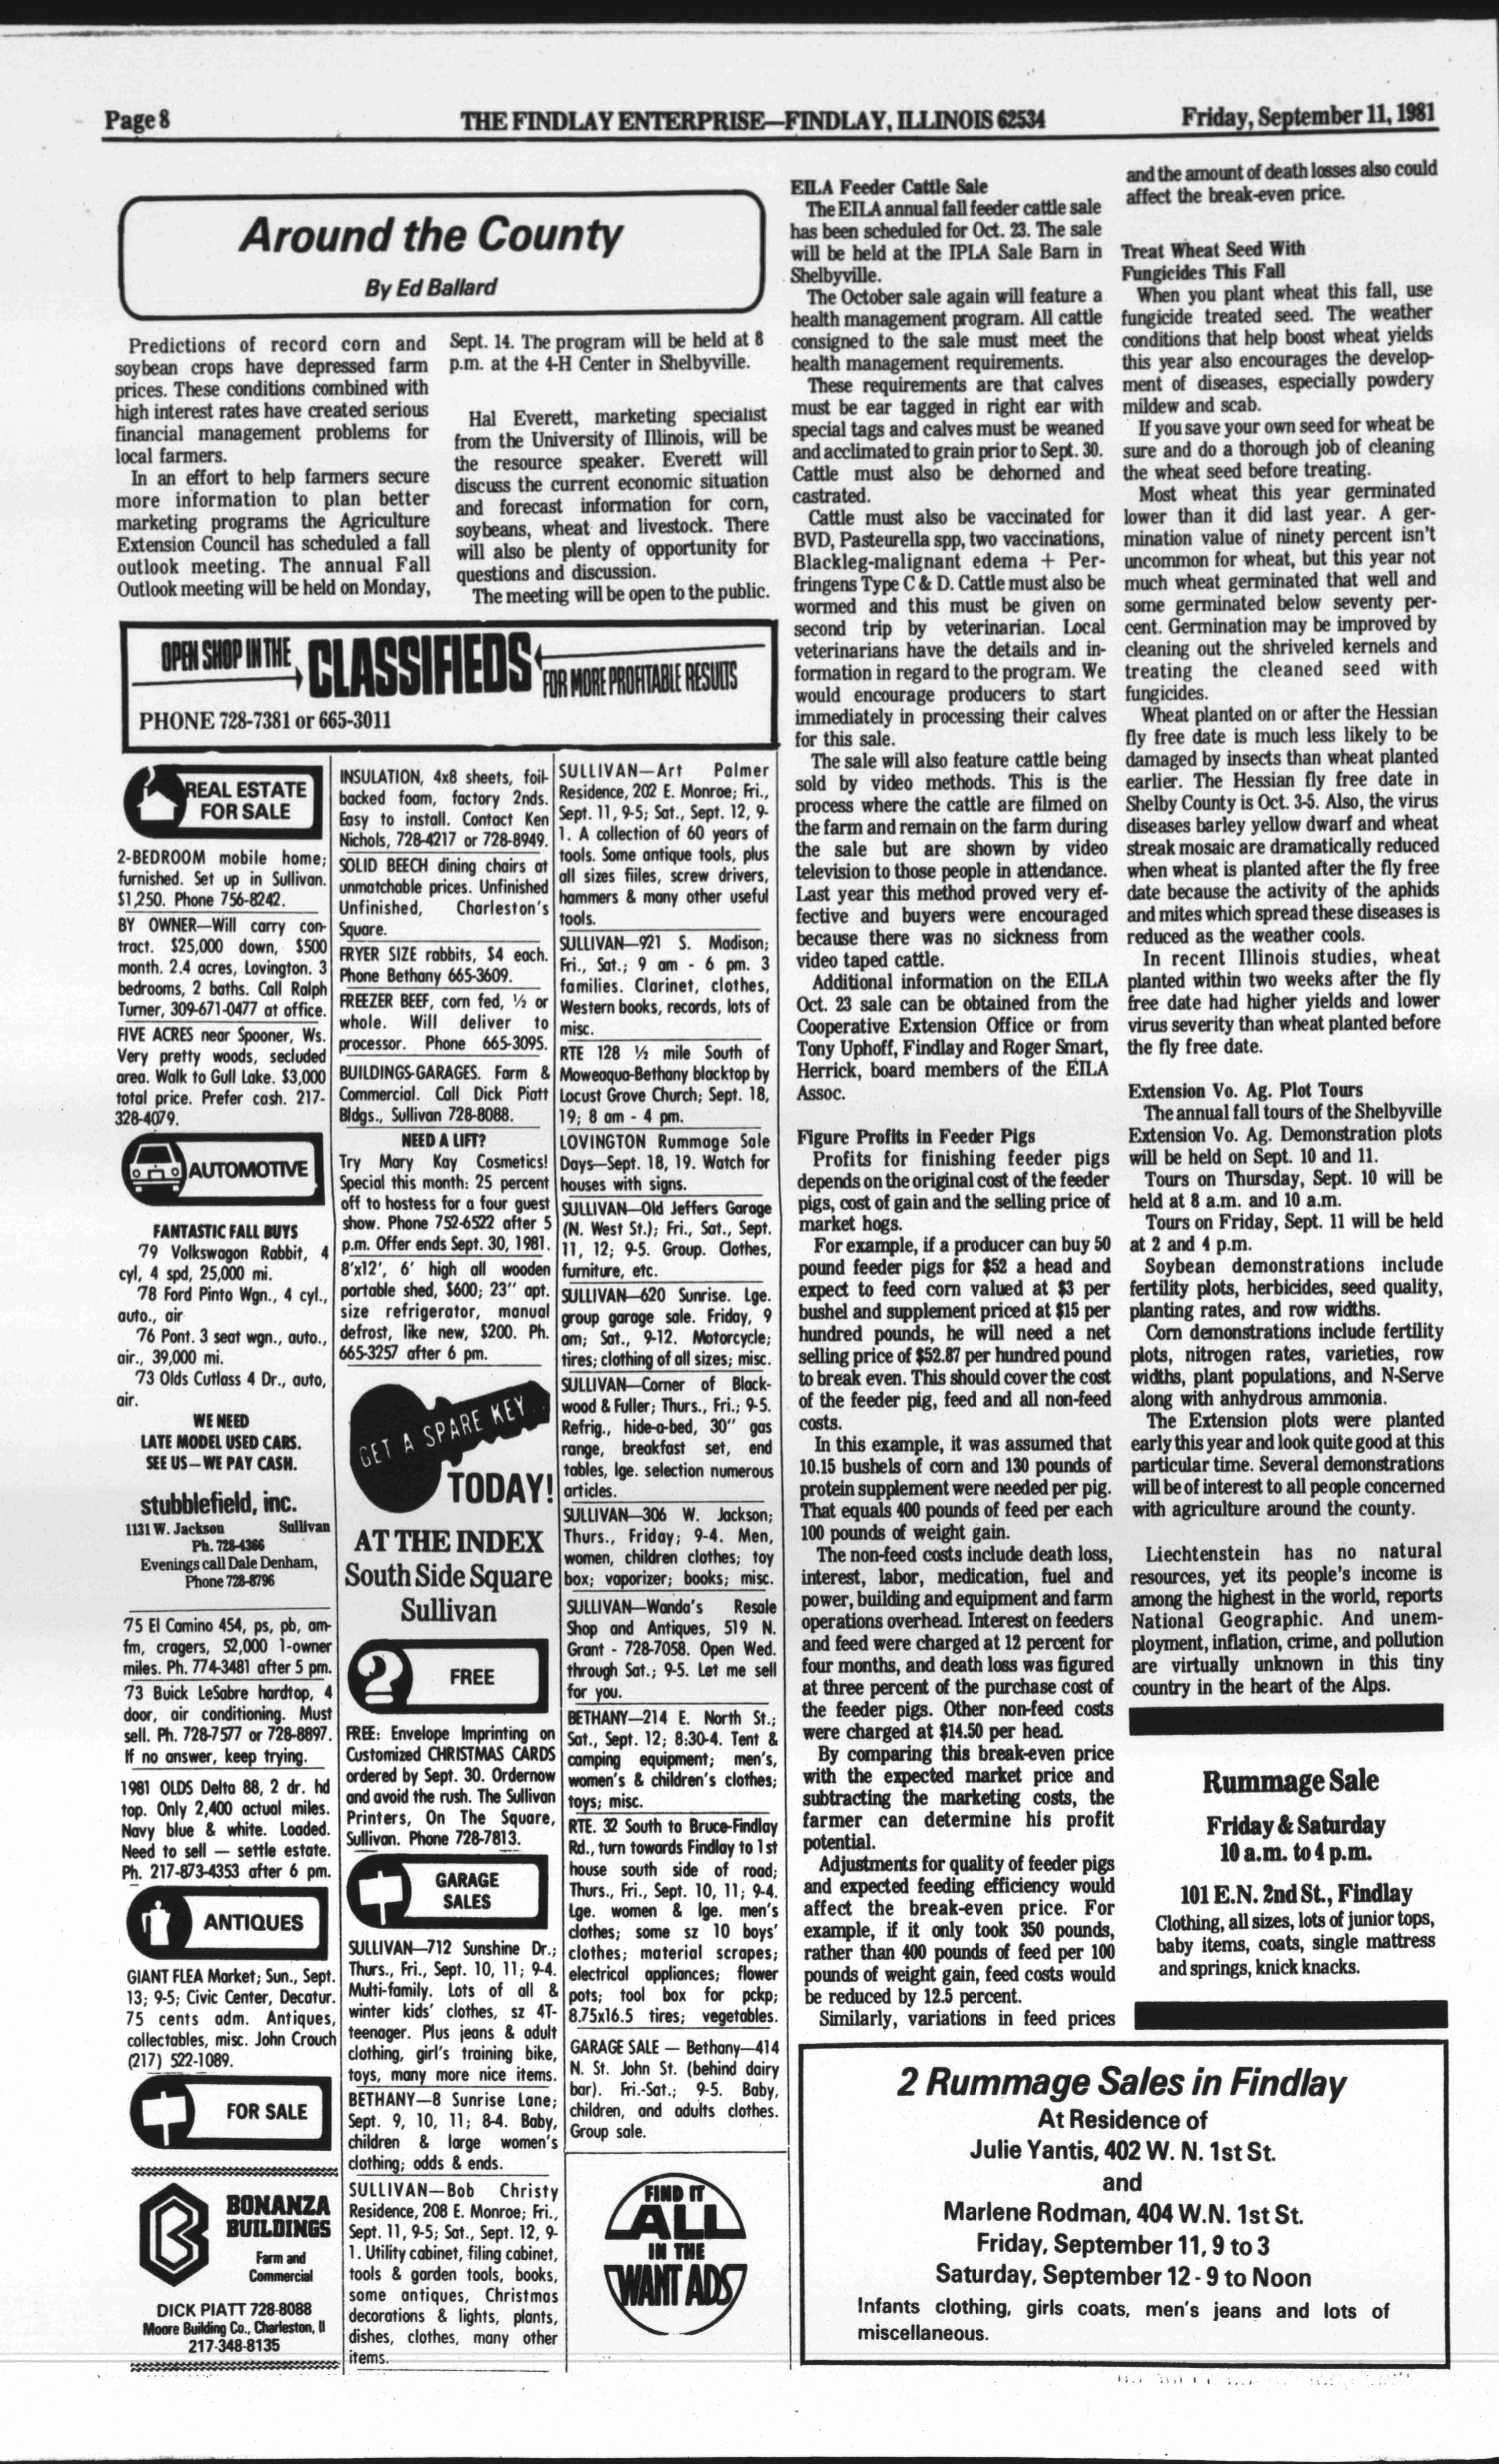 Page 8
THE FINDLAY ENTERPRISE—FINDLAY, ILLINOIS 62534
Friday, September 11, 1981
Around the County
By Ed Ballard
Predictions of record corn and
soybean crops have depressed farm
prices. These conditions combined with
high interest rates have created serious
financial management problems for
local farmers.
In an effort to help farmers secure
more information to plan better
marketing programs the Agriculture
Extension Council has scheduled a fall
outlook meeting. The annual Fall
Outlook meeting will be held on Monday,
Sept. 14. The program will be held at 8
p.m. at the 4-H Center in Shelbyville.
Hal Everett, marketing specialist
from the University of Illinois, will be
the resource speaker. Everett will
discuss the current economic situation
and forecast information for corn,
soybeans, wheat and livestock. There
will also be plenty of opportunity for
questions and discussion.
The meeting will be open to the public.
EILA Feeder Cattle Sale
The EILA annual fall feeder cattle sale
has been scheduled for Oct. 23. The sale
will be held at the IPLA Sale Barn in
Shelbyville.
The October sale again will feature a
health management program. All cattle
consigned to the sale must meet the
health management requirements.
These requirements are that calves
must be ear tagged in right ear with
special tags and calves must be weaned
and acclimated to grain prior to Sept. 30.
Cattle must also be dehorned and
castrated.
Cattle must also be vaccinated for
BVD, Pasteurella spp, two vaccinations,
Blackleg-malignant edema + Per-
fringens Type C & D. Cattle must also be
wormed and this must be given on
second trip by veterinarian. Local
veterinarians have the details and in-
formation in regard to the program. We
would encourage producers to start
immediately in processing their calves
for this sale.
The sale will also feature cattle being
sold by video methods. This is the
process where the cattle are filmed on
the farm and remain on the farm during
the sale but are shown by video
television to those people in attendance.
Last year this method proved very ef-
fective and buyers were encouraged
because there was no sickness from
video taped cattle.
Additional information on the EILA
Oct. 23 sale can be obtained from the
Cooperative Extension Office or from
Tony Uphoff, Findlay and Roger Smart,
Herrick, board members of the EILA
Assoc.
Figure Profits in Feeder Pigs
Profits for finishing feeder pigs
depends on the original cost of the feeder
pigs, cost of gain and the selling price of
market hogs.
For example, if a producer can buy 50
pound feeder pigs for $52 a head and
expect to feed corn valued at $3 per
bushel and supplement priced at $15 per
hundred pounds, he will need a net
selling price of $52.87 per hundred pound
to break even. This should cover the cost
of the feeder pig, feed and all non-feed
costs.
In this example, it was assumed that
10.15 bushels of corn and 130 pounds of
protein supplement were needed per pig.
That equals 400 pounds of feed per each
100 pounds of weight gain.
The non-feed costs include death loss,
interest, labor, medication, fuel and
power, building and equipment and farm
operations overhead. Interest on feeders
and feed were charged at 12 percent for
four months, and death loss was figured
at three percent of the purchase cost of
the feeder pigs. Other non-feed costs
were charged at $14.50 per head.
By comparing this break-even price
with the expected market price and
subtracting the marketing costs, the
farmer can determine his profit
potential.
Adjustments for quality of feeder pigs
and expected feeding efficiency would
affect the break-even price. For
example, if it only took 350 pounds,
rather than 400 pounds of feed per 100
pounds of weight gain, feed costs would
be reduced by 12.5 percent.
Similarly, variations in feed prices
and the amount of death losses also could
affect the break-even price.
Treat Wheat Seed With
Fungicides This Fall
When you plant wheat this fall, use
fungicide treated seed. The weather
conditions that help boost wheat yields
this year also encourages the develop-
ment of diseases, especially powdery
mildew and scab.
If you save your own seed for wheat be
sure and do a thorough job of cleaning
the wheat seed before treating.
Most wheat this year germinated
lower than it did last year. A ger-
mination value of ninety percent isn't
uncommon for wheat, but this year not
much wheat germinated that well and
some germinated below seventy per-
cent. Germination may be improved by
cleaning out the shriveled kernels and
treating the cleaned seed with
fungicides.
Wheat planted on or after the Hessian
fly free date is much less likely to be
damaged by insects than wheat planted
earlier. The Hessian fly free date in
Shelby County is Oct. 3-5. Also, the virus
diseases barley yellow dwarf and wheat
streak mosaic are dramatically reduced
when wheat is planted after the fly free
date because the activity of the aphids
and mites which spread these diseases is
reduced as the weather cools.
In recent Illinois studies, wheat
planted within two weeks after the fly
free date had higher yields and lower
virus severity than wheat planted before
the fly free date.
Extension Vo. Ag. Plot Tours
The annual fall tours of the Shelbyville
Extension Vo. Ag. Demonstration plots
will be held on Sept. 10 and 11.
Tours on Thursday, Sept. 10 will be
held at 8 a.m. and 10 a.m.
Tours on Friday, Sept. 11 will be held
at 2 and 4 p.m.
Soybean demonstrations include
fertility plots, herbicides, seed quality,
planting rates, and row widths.
Corn demonstrations include fertility
plots, nitrogen rates, varieties, row
widths, plant populations, and N-Serve
along with anhydrous ammonia.
The Extension plots were planted
early this year and look quite good at this
particular time. Several demonstrations
will be of interest to all people concerned
with agriculture around the county.
Liechtenstein has no natural
resources, yet its people's income is
among the highest in the world, reports
National Geographic. And unem-
ployment, inflation, crime, and pollution
are virtually unknown in this tiny
country in the heart of the Alps.
Rummage Sale
Friday & Saturday
10 a.m. to 4 p.m.
101 E.N. 2nd St., Findlay
Clothing, all sizes, lots of junior tops,
baby items, coats, single mattress
and springs, knick knacks.
2 Rummage Sales in Findlay
At Residence of
Julie Yantis, 402 W. N. 1st St.
and
Marlene Rodman, 404 W.N. 1st St.
Friday, September 11, 9 to 3
Saturday, September 12 - 9 to Noon
Infants clothing, girls coats, men's jeans and lots of
miscellaneous.
OPEN SHOP IN THE CLASSIFIEDS FOR MORE PROFITABLE RESULTS
PHONE 728-7381 or 665-3011
REAL ESTATE
FOR SALE
2-BEDROOM mobile home;
furnished. Set up in Sullivan.
$1,250. Phone 756-8242.
BY OWNER—Will carry con-
tract. $25,000 down, $500
month. 2.4 acres, Lovington. 3
bedrooms, 2 baths. Call Ralph
Turner, 309-671-0477 at office.
FIVE ACRES near Spooner, Ws.
Very pretty woods, secluded
area. Walk to Gull Lake. $3,000
total price. Prefer cash. 217-
328-4079.
AUTOMOTIVE
FANTASTIC FALL BUYS
'79 Volkswagon Rabbit, 4
cyl, 4 spd, 25,000 mi.
'78 Ford Pinto Wgn., 4 cyl.,
auto., air
'76 Pont. 3 seat wgn., auto.,
air., 39,000 mi.
'73 Olds Cutlass 4 Dr., auto,
air.
WE NEED
LATE MODEL USED CARS.
SEE US—WE PAY CASH.
stubblefield, inc.
1131 W. Jackson Sullivan
Ph. 728-4366
Evenings call Dale Denham,
Phone 728-8796
'75 El Camino 454, ps, pb, am-
fm, cragers, 52,000 1-owner
miles. Ph. 774-3481 after 5 pm.
'73 Buick LeSabre hardtop, 4
door, air conditioning. Must
sell. Ph. 728-7577 or 728-8897.
If no answer, keep trying.
1981 OLDS Delta 88, 2 dr. hd
top. Only 2,400 actual miles.
Navy blue & white. Loaded.
Need to sell — settle estate.
Ph. 217-873-4353 after 6 pm.
ANTIQUES
GIANT FLEA Market; Sun., Sept.
13; 9-5; Civic Center, Decatur.
75 cents adm. Antiques,
collectables, misc. John Crouch
(217) 522-1089.
FOR SALE
BONANZA
BUILDINGS
Farm and
Commercial
DICK PIATT 728-8088
Moore Building Co., Charleston, Il
217-348-8135
INSULATION, 4x8 sheets, foil-
backed foam, factory 2nds.
Easy to install. Contact Ken
Nichols, 728-4217 or 728-8949.
SOLID BEECH dining chairs at
unmatchable prices. Unfinished
Unfinished, Charleston's
Square.
FRYER SIZE rabbits, $4 each.
Phone Bethany 665-3609.
FREEZER BEEF, corn fed, ½ or
whole. Will deliver to
processor. Phone 665-3095.
BUILDINGS-GARAGES. Farm &
Commercial. Call Dick Piatt
Bldgs., Sullivan 728-8088.
NEED A LIFT?
Try Mary Kay Cosmetics!
Special this month: 25 percent
off to hostess for a four guest
show. Phone 752-6522 after 5
p.m. Offer ends Sept. 30, 1981.
8'x12', 6' high all wooden
portable shed, $600; 23" apt.
size refrigerator, manual
defrost, like new, $200. Ph.
665-3257 after 6 pm.
GET A SPARE KEY...
TODAY!
AT THE INDEX
South Side Square
Sullivan
FREE
FREE: Envelope Imprinting on
Customized CHRISTMAS CARDS
ordered by Sept. 30. Ordernow
and avoid the rush. The Sullivan
Printers, On The Square,
Sullivan. Phone 728-7813.
GARAGE
SALES
SULLIVAN—712 Sunshine Dr.;
Thurs., Fri., Sept. 10, 11; 9-4.
Multi-family. Lots of all &
winter kids' clothes, sz 4T-
teenager. Plus jeans & adult
clothing, girl's training bike,
toys, many more nice items.
BETHANY—8 Sunrise Lane;
Sept. 9, 10, 11; 8-4. Baby,
children & large women's
clothing; odds & ends.
SULLIVAN—Bob Christy
Residence, 208 E. Monroe; Fri.,
Sept. 11, 9-5; Sat., Sept. 12, 9-
1. Utility cabinet, filing cabinet,
tools & garden tools, books,
some antiques, Christmas
decorations & lights, plants,
dishes, clothes, many other
items.
SULLIVAN—Art Palmer
Residence, 202 E. Monroe; Fri.,
Sept. 11, 9-5; Sat., Sept. 12, 9-
1. A collection of 60 years of
tools. Some antique tools, plus
all sizes fiiles, screw drivers,
hammers & many other useful
tools.
SULLIVAN—921 S. Madison;
Fri., Sat.; 9 am - 6 pm. 3
families. Clarinet, clothes,
Western books, records, lots of
misc.
RTE 128 ½ mile South of
Moweaqua-Bethany blacktop by
Locust Grove Church; Sept. 18,
19; 8 am - 4 pm.
LOVINGTON Rummage Sale
Days—Sept. 18, 19. Watch for
houses with signs.
SULLIVAN—Old Jeffers Garage
(N. West St.); Fri., Sat., Sept.
11, 12; 9-5. Group. Clothes,
furniture, etc.
SULLIVAN—620 Sunrise. Lge.
group garage sale. Friday, 9
am; Sat., 9-12. Motorcycle;
tires; clothing of all sizes; misc.
SULLIVAN—Corner of Black-
wood & Fuller; Thurs., Fri.; 9-5.
Refrig., hide-a-bed, 30" gas
range, breakfast set, end
tables, lge. selection numerous
articles.
SULLIVAN—306 W. Jackson;
Thurs., Friday; 9-4. Men,
women, children clothes; toy
box; vaporizer; books; misc.
SULLIVAN—Wanda's Resale
Shop and Antiques, 519 N.
Grant - 728-7058. Open Wed.
through Sat.; 9-5. Let me sell
for you.
BETHANY—214 E. North St.;
Sat., Sept. 12; 8:30-4. Tent &
camping equipment; men's,
women's & children's clothes;
toys; misc.
RTE. 32 South to Bruce-Findlay
Rd., turn towards Findlay to 1st
house south side of road;
Thurs., Fri., Sept. 10, 11; 9-4.
Lge. women & lge. men's
clothes; some sz 10 boys'
clothes; material scraps;
electrical appliances; flower
pots; tool box for pckp;
8.75x16.5 tires; vegetables.
GARAGE SALE — Bethany—414
N. St. John St. (behind dairy
bar). Fri.-Sat.; 9-5. Baby,
children, and adults clothes.
Group sale.
FIND IT
ALL
IN THE
WANT ADS